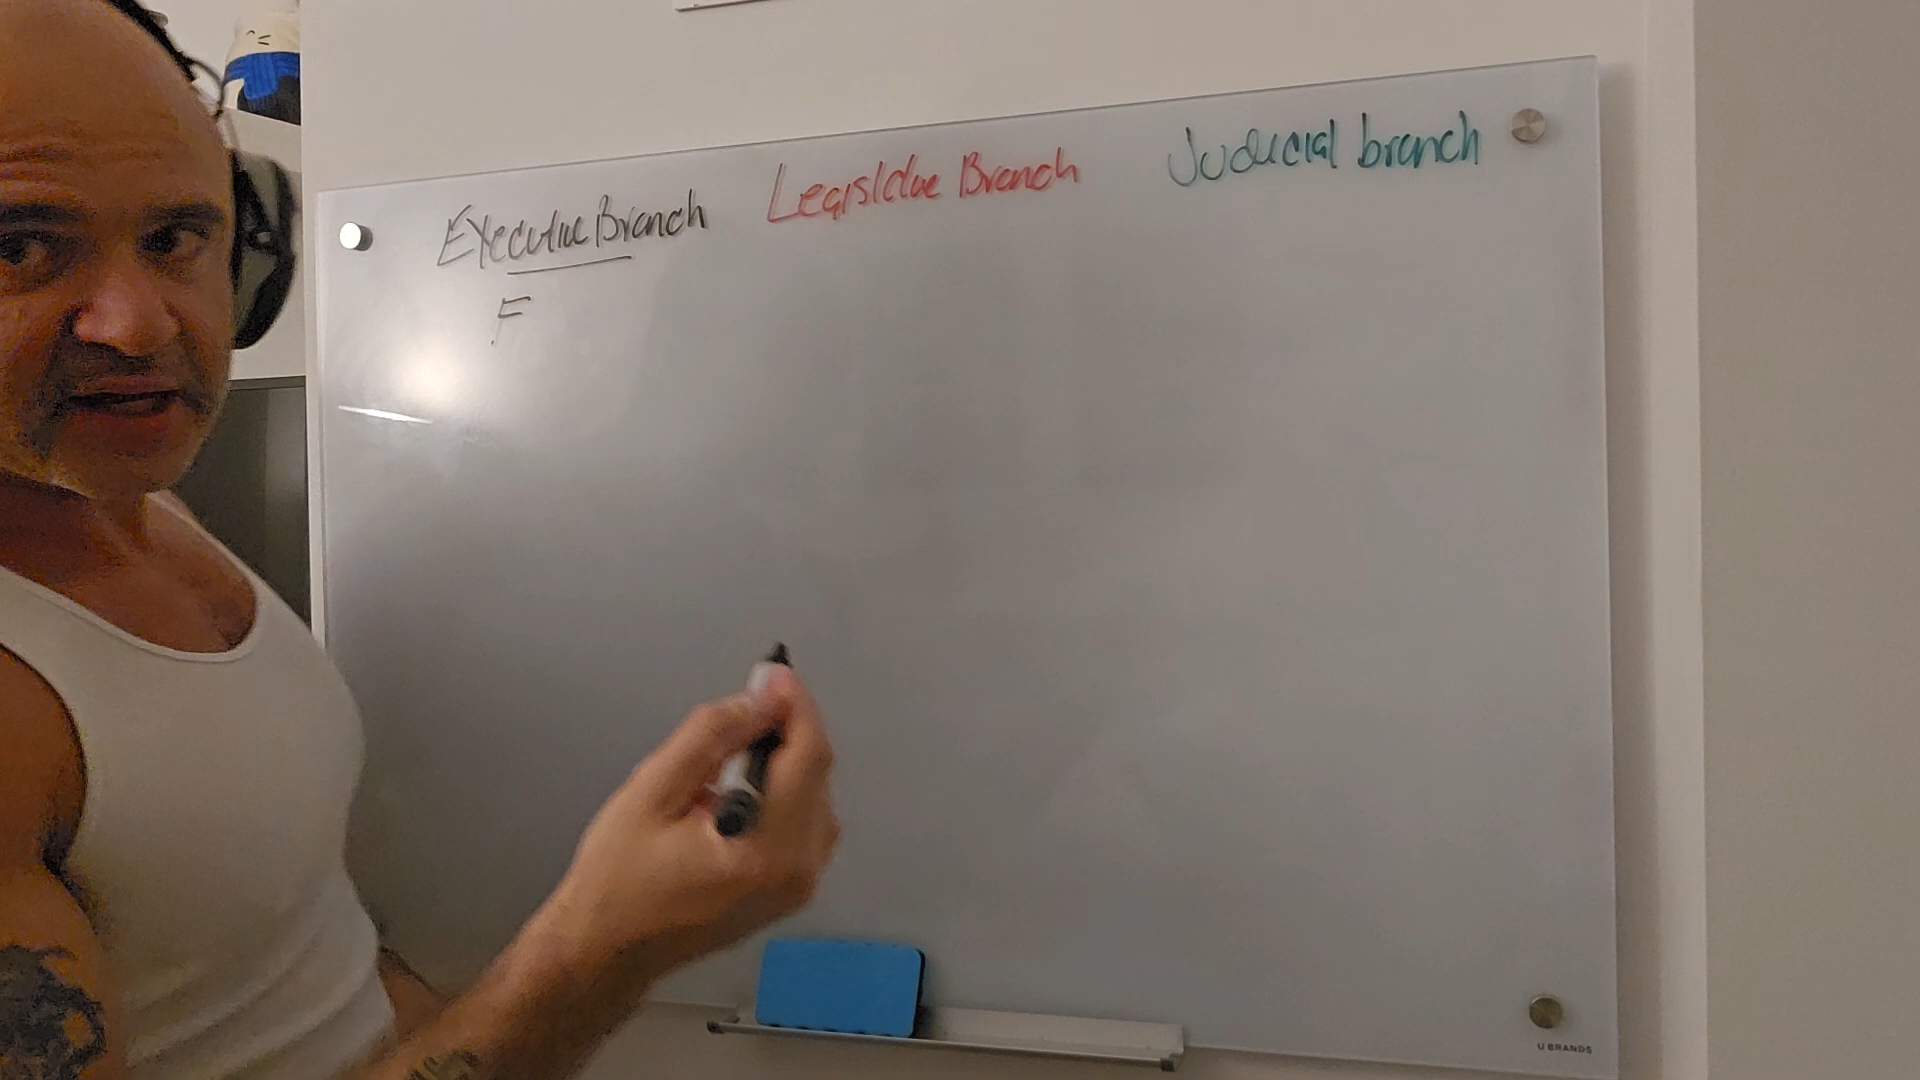 Executive Branch
Legislative Branch
Judicial branch
F
U BRANDS